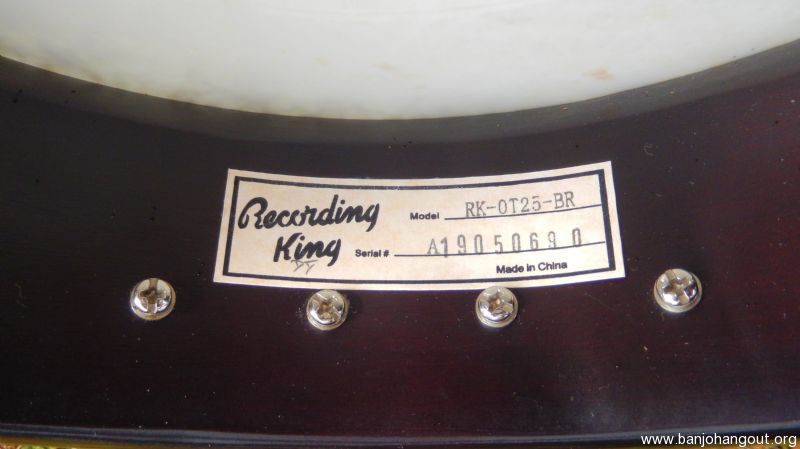 Recording
King
Model RK-OT25-BR
Serial # A19050690
Made in China
www.banjohangout.org